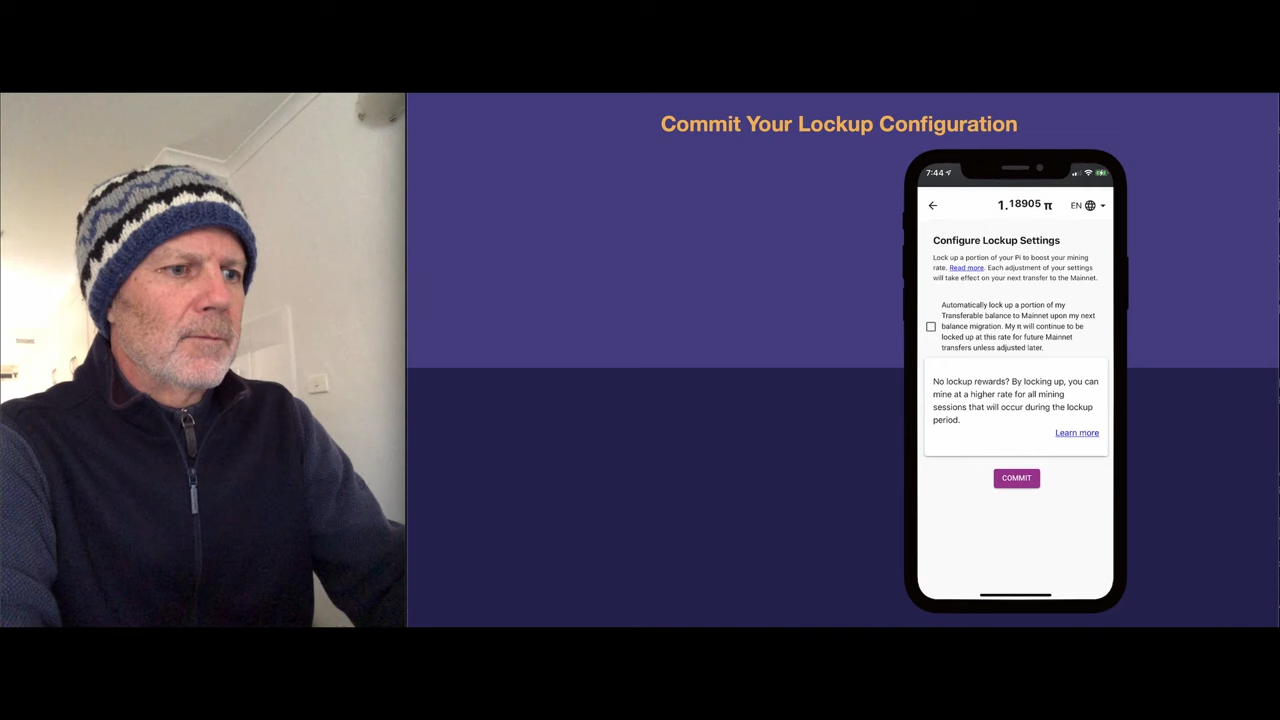 Commit Your Lockup Configuration
7:44
1.18905 π
EN
Configure Lockup Settings
Lock up a portion of your Pi to boost your mining
rate. Read more. Each adjustment of your settings
will take effect on your next transfer to the Mainnet.
Automatically lock up a portion of my
Transferable balance to Mainnet upon my next
balance migration. My π will continue to be
locked up at this rate for future Mainnet
transfers unless adjusted later.
No lockup rewards? By locking up, you can
mine at a higher rate for all mining
sessions that will occur during the lockup
period.
Learn more
COMMIT